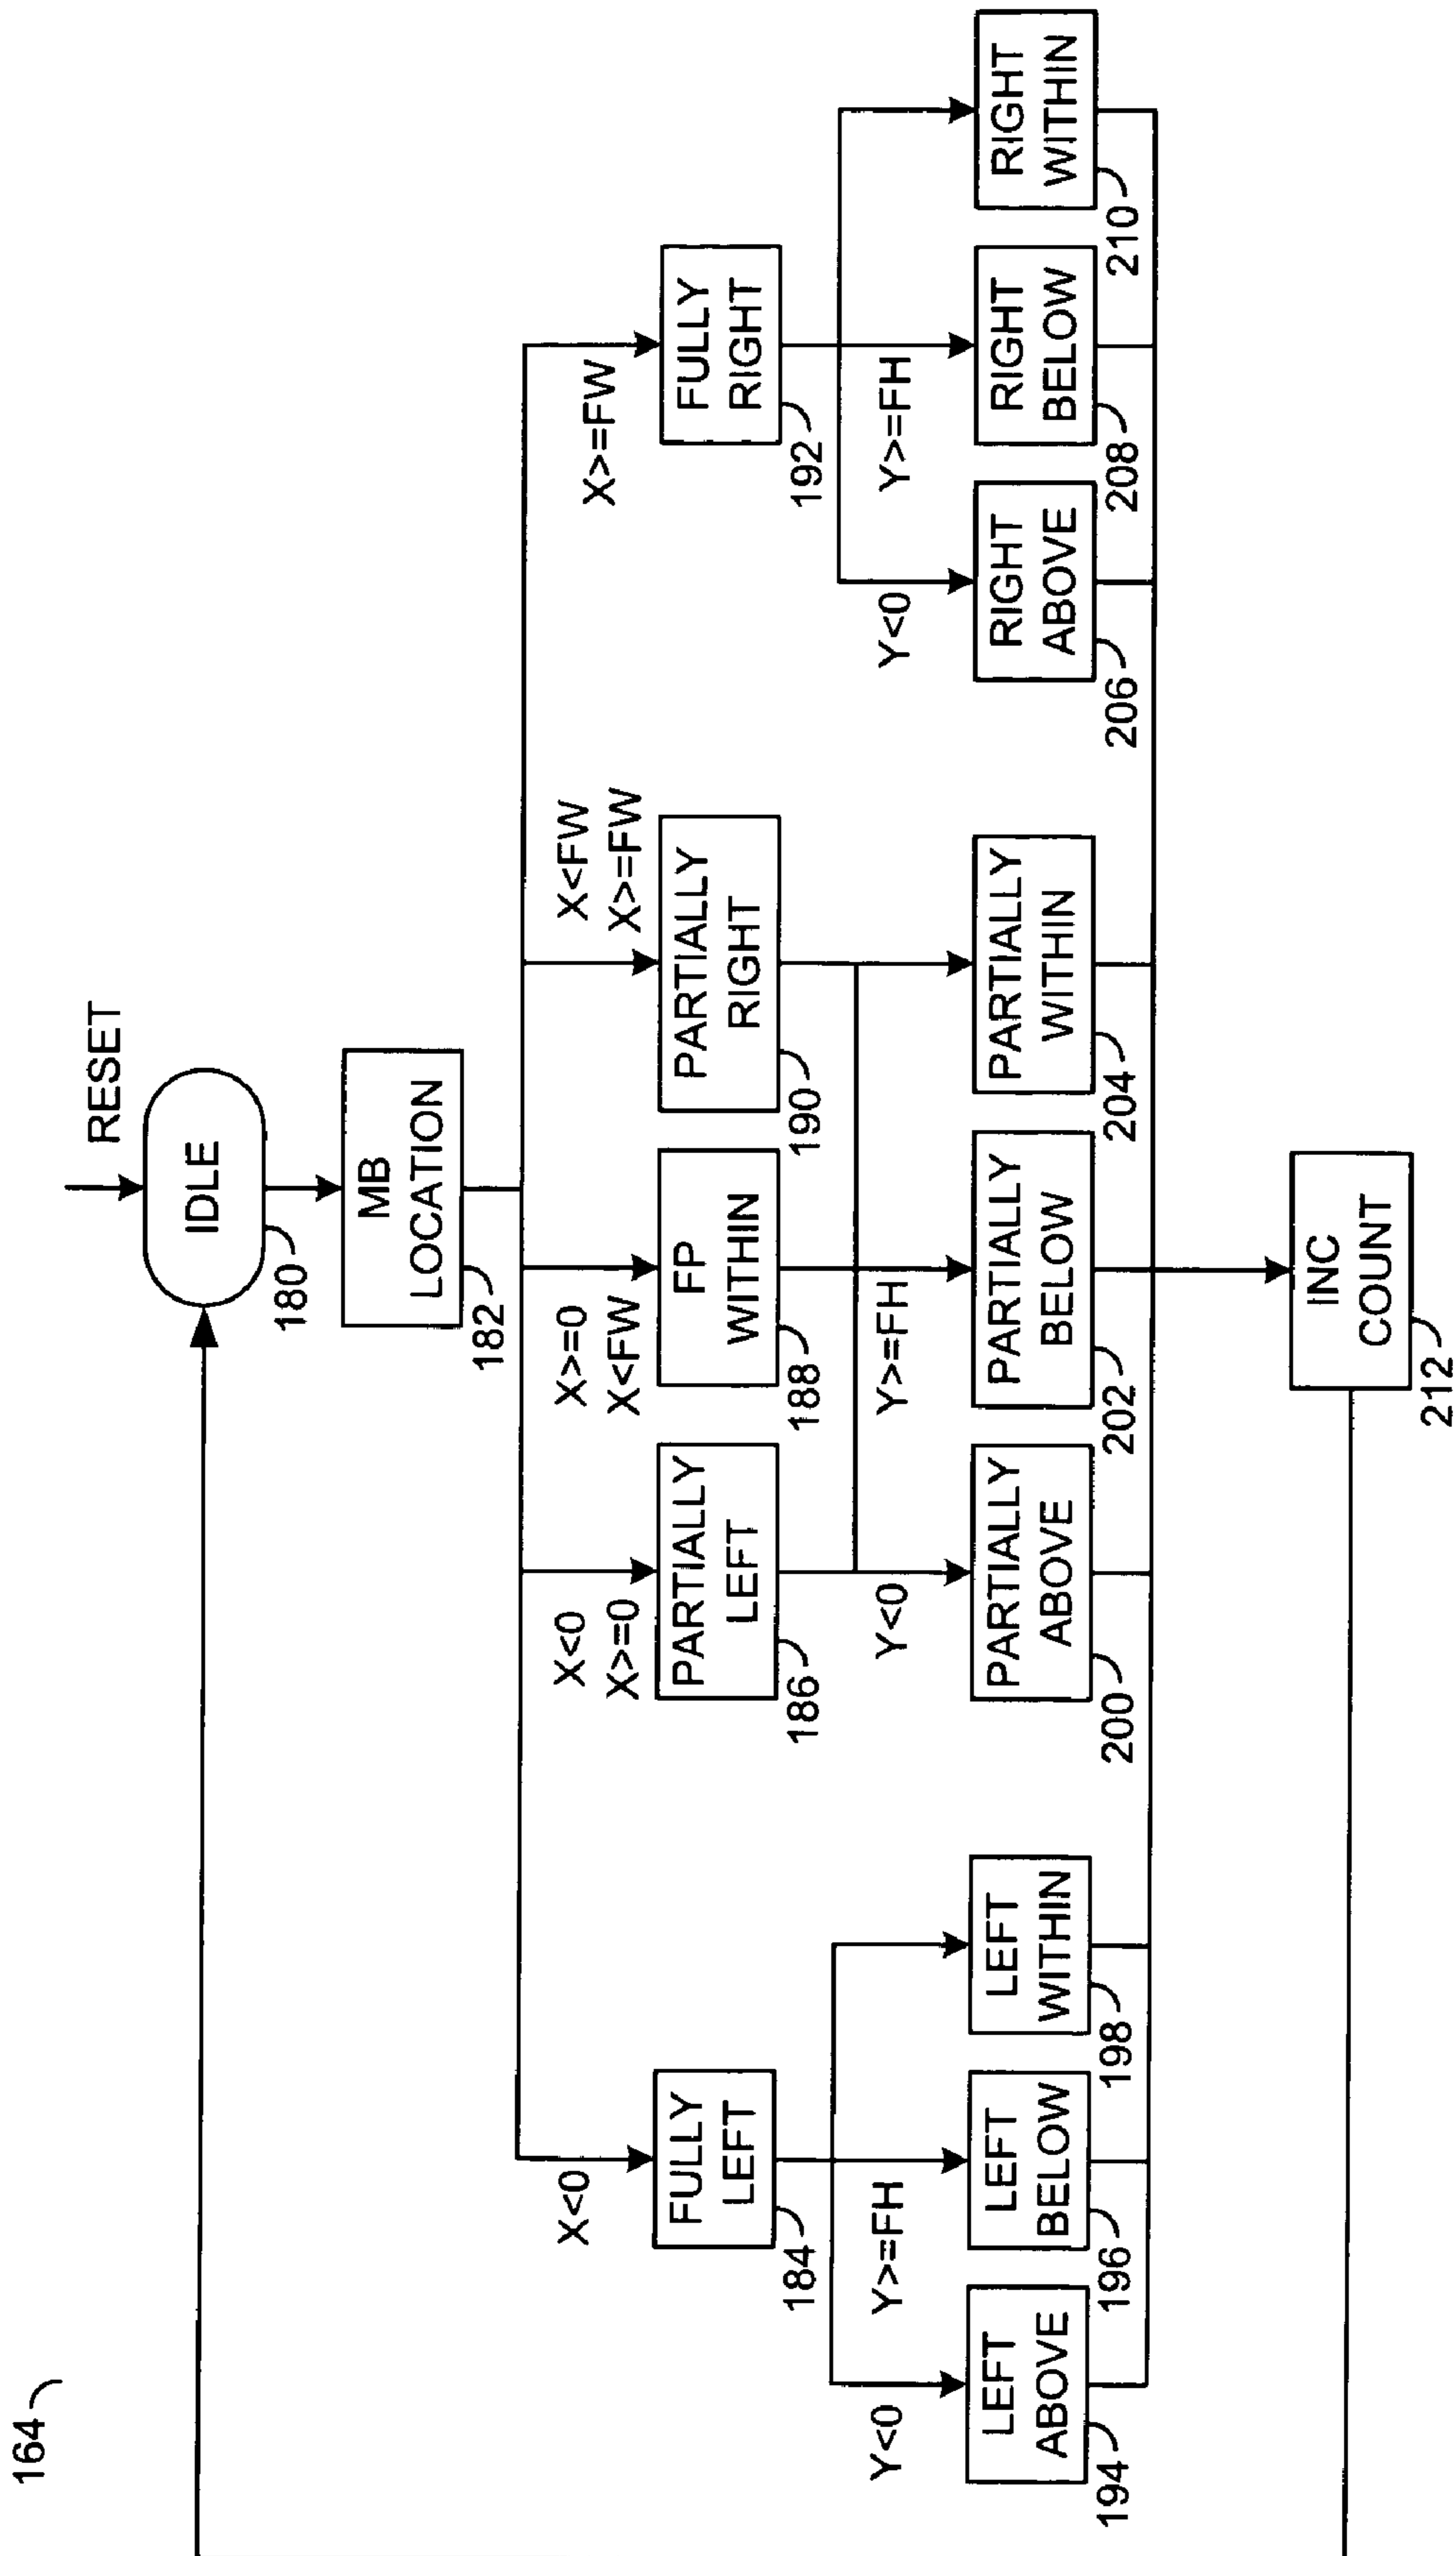 164
RESET
IDLE
180
MB
LOCATION
182
X<0
X<0
X>=0
X>=0
X<FW
X<FW
X>=FW
X>=FW
FULLY
LEFT
184
PARTIALLY
LEFT
186
FP
WITHIN
188
PARTIALLY
RIGHT
190
FULLY
RIGHT
192
Y<0
Y>=FH
Y<0
Y>=FH
Y<0
Y>=FH
LEFT
ABOVE
194
LEFT
BELOW
196
LEFT
WITHIN
198
PARTIALLY
ABOVE
200
PARTIALLY
BELOW
202
PARTIALLY
WITHIN
204
RIGHT
ABOVE
206
RIGHT
BELOW
208
RIGHT
WITHIN
210
INC
COUNT
212